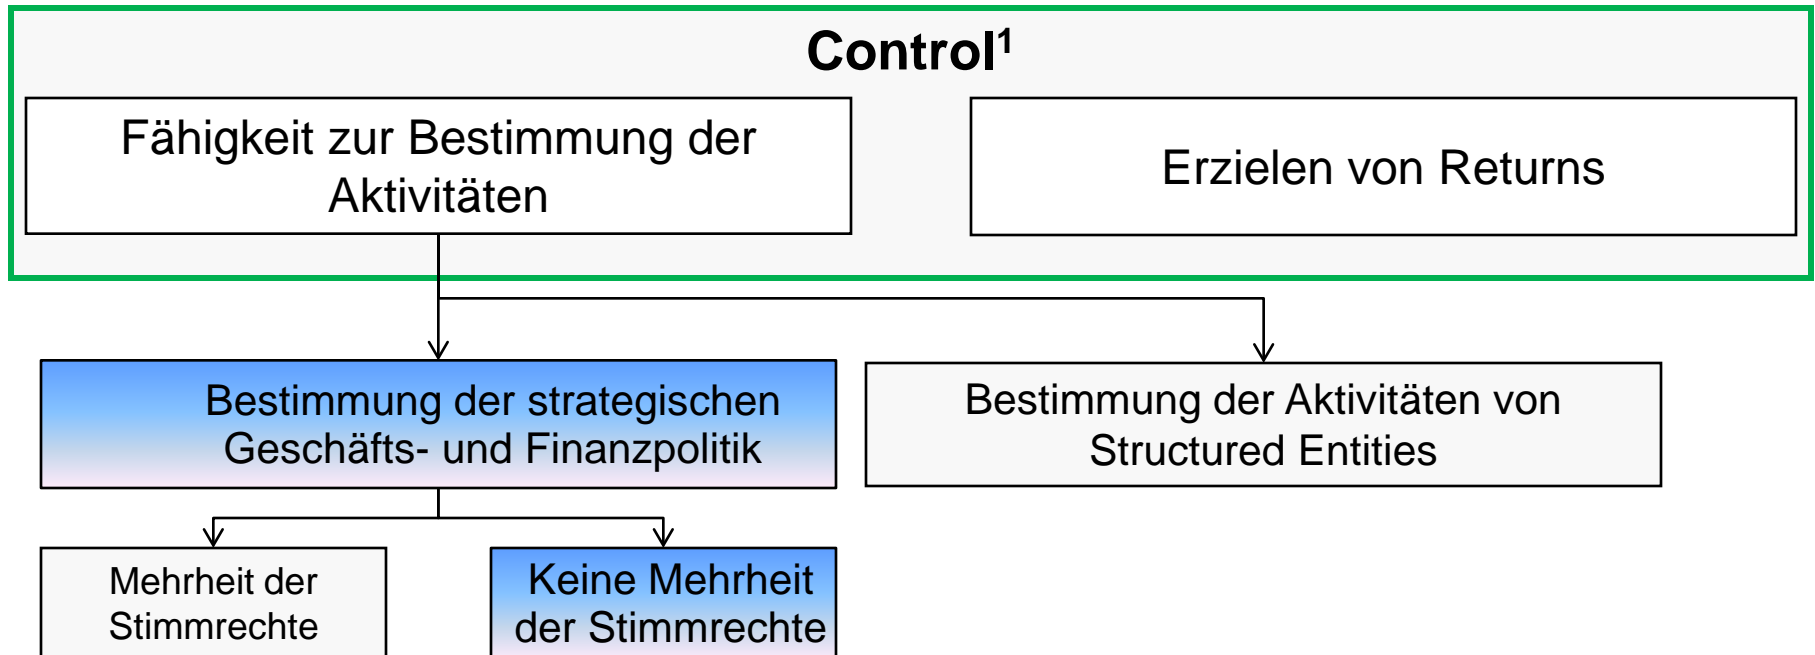 Control¹
Fähigkeit zur Bestimmung der
Aktivitäten
Erzielen von Returns
Bestimmung der strategischen
Geschäfts- und Finanzpolitik
Bestimmung der Aktivitäten von
Structured Entities
Mehrheit der
Stimmrechte
Keine Mehrheit
der Stimmrechte